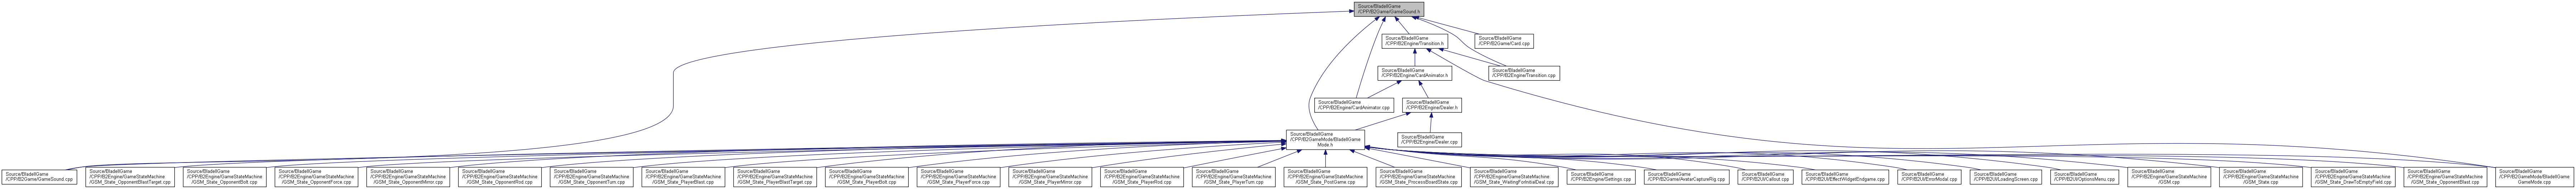 Source/BladeIIGame
/CPP/B2Game/GameSound.h
Source/BladeIIGame
/CPP/B2Engine/Transition.h
Source/BladeIIGame
/CPP/B2Game/Card.cpp
Source/BladeIIGame
/CPP/B2Engine/CardAnimator.h
Source/BladeIIGame
/CPP/B2Engine/Transition.cpp
Source/BladeIIGame
/CPP/B2Engine/CardAnimator.cpp
Source/BladeIIGame
/CPP/B2Engine/Dealer.h
Source/BladeIIGame
/CPP/B2GameMode/BladeIIGame
Mode.h
Source/BladeIIGame
/CPP/B2Engine/Dealer.cpp
Source/BladeIIGame
/CPP/B2Game/GameSound.cpp
Source/BladeIIGame
/CPP/B2Engine/GameStateMachine
/GSM_State_OpponentBlastTarget.cpp
Source/BladeIIGame
/CPP/B2Engine/GameStateMachine
/GSM_State_OpponentBolt.cpp
Source/BladeIIGame
/CPP/B2Engine/GameStateMachine
/GSM_State_OpponentForce.cpp
Source/BladeIIGame
/CPP/B2Engine/GameStateMachine
/GSM_State_OpponentMirror.cpp
Source/BladeIIGame
/CPP/B2Engine/GameStateMachine
/GSM_State_OpponentRod.cpp
Source/BladeIIGame
/CPP/B2Engine/GameStateMachine
/GSM_State_OpponentTurn.cpp
Source/BladeIIGame
/CPP/B2Engine/GameStateMachine
/GSM_State_PlayerBlast.cpp
Source/BladeIIGame
/CPP/B2Engine/GameStateMachine
/GSM_State_PlayerBlastTarget.cpp
Source/BladeIIGame
/CPP/B2Engine/GameStateMachine
/GSM_State_PlayerBolt.cpp
Source/BladeIIGame
/CPP/B2Engine/GameStateMachine
/GSM_State_PlayerForce.cpp
Source/BladeIIGame
/CPP/B2Engine/GameStateMachine
/GSM_State_PlayerMirror.cpp
Source/BladeIIGame
/CPP/B2Engine/GameStateMachine
/GSM_State_PlayerRod.cpp
Source/BladeIIGame
/CPP/B2Engine/GameStateMachine
/GSM_State_PlayerTurn.cpp
Source/BladeIIGame
/CPP/B2Engine/GameStateMachine
/GSM_State_PostGame.cpp
Source/BladeIIGame
/CPP/B2Engine/GameStateMachine
/GSM_State_ProcessBoardState.cpp
Source/BladeIIGame
/CPP/B2Engine/GameStateMachine
/GSM_State_WaitingForInitialDeal.cpp
Source/BladeIIGame
/CPP/B2Engine/Settings.cpp
Source/BladeIIGame
/CPP/B2Game/AvatarCaptureRig.cpp
Source/BladeIIGame
/CPP/B2UI/Callout.cpp
Source/BladeIIGame
/CPP/B2UI/EffectWidgetEndgame.cpp
Source/BladeIIGame
/CPP/B2UI/ErrorModal.cpp
Source/BladeIIGame
/CPP/B2UI/LoadingScreen.cpp
Source/BladeIIGame
/CPP/B2UI/OptionsMenu.cpp
Source/BladeIIGame
/CPP/B2Engine/GameStateMachine
/GSM.cpp
Source/BladeIIGame
/CPP/B2Engine/GameStateMachine
/GSM_State.cpp
Source/BladeIIGame
/CPP/B2Engine/GameStateMachine
/GSM_State_DrawToEmptyField.cpp
Source/BladeIIGame
/CPP/B2Engine/GameStateMachine
/GSM_State_OpponentBlast.cpp
Source/BladeIIGame
/CPP/B2GameMode/BladeIIGame
GameMode.cpp